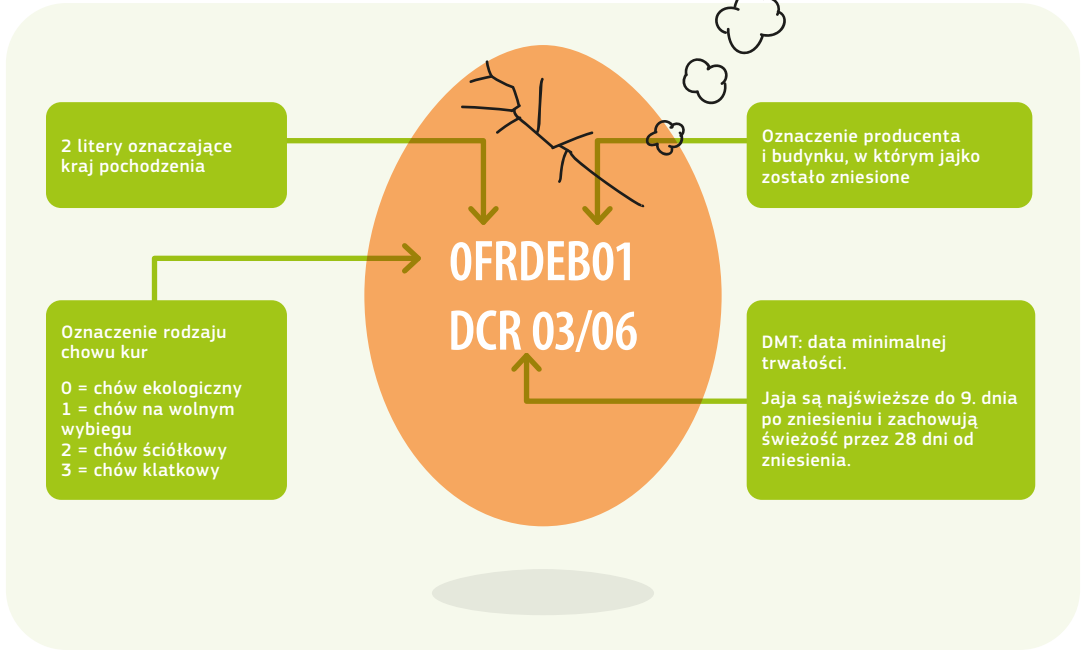 2 litery oznaczające
kraj pochodzenia
Oznaczenie producenta
i budynku, w którym jajko
zostało zniesione
0FRDEB01
DCR 03/06
Oznaczenie rodzaju
chowu kur
0 = chów ekologiczny
1 = chów na wolnym
wybiegu
2 = chów ściółkowy
3 = chów klatkowy
DMT: data minimalnej
trwałości.
Jaja są najświeższe do 9. dnia
po zniesieniu i zachowują
świeżość przez 28 dni od
zniesienia.